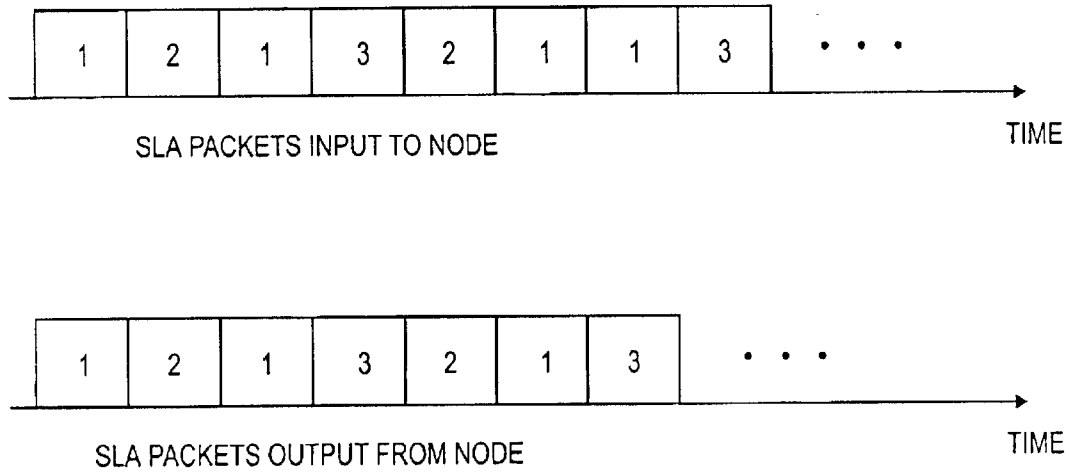 1 2 1 3 2 1 1 3 • • •
TIME
SLA PACKETS INPUT TO NODE
1 2 1 3 2 1 3 • • •
TIME
SLA PACKETS OUTPUT FROM NODE